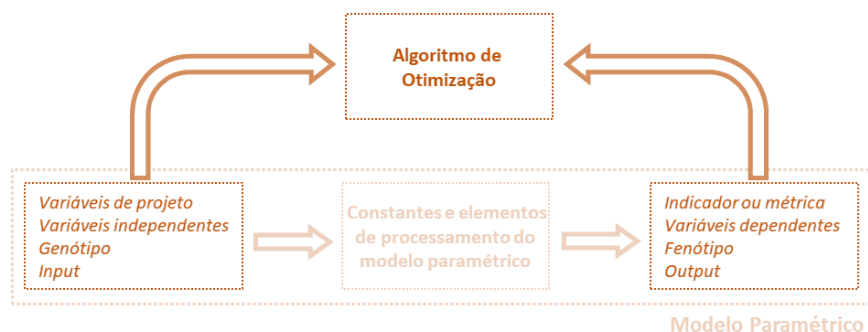 Algoritmo de
Otimização
Variáveis de projeto
Variáveis independentes
Genótipo
Input
Constantes e elementos
de processamento do
modelo paramétrico
Indicador ou métrica
Variáveis dependentes
Fenótipo
Output
Modelo Paramétrico